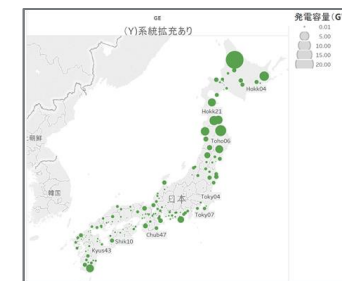 GE
(Y)系統拡充あり
発電容量(G
0.01
5.00
10.00
15.00
20.00
Hokk04
Hokk21
Toho06
朝鮮
韓国
日本
Toky04
Toky07
Chub47
Shik10
Kyus43